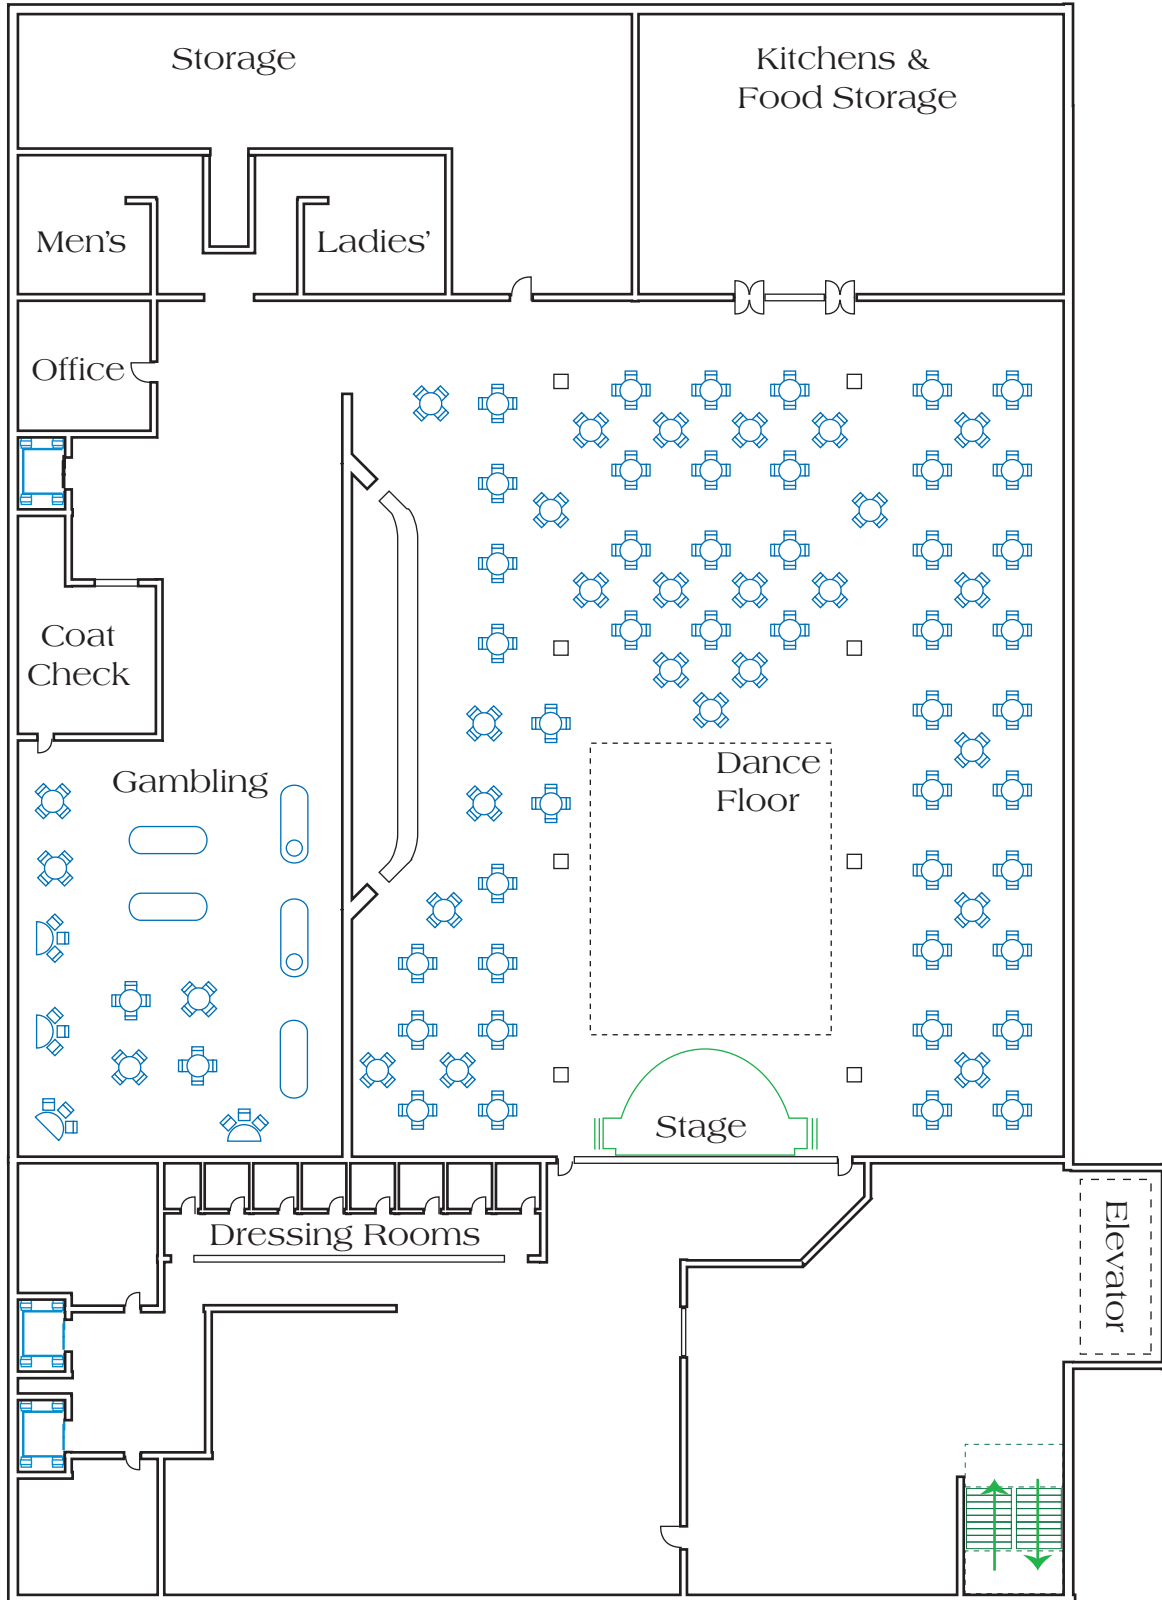 Storage
Kitchens &
Food Storage
Men's
Ladies'
Office
Coat
Check
Gambling
Dance
Floor
Stage
Dressing Rooms
Elevator